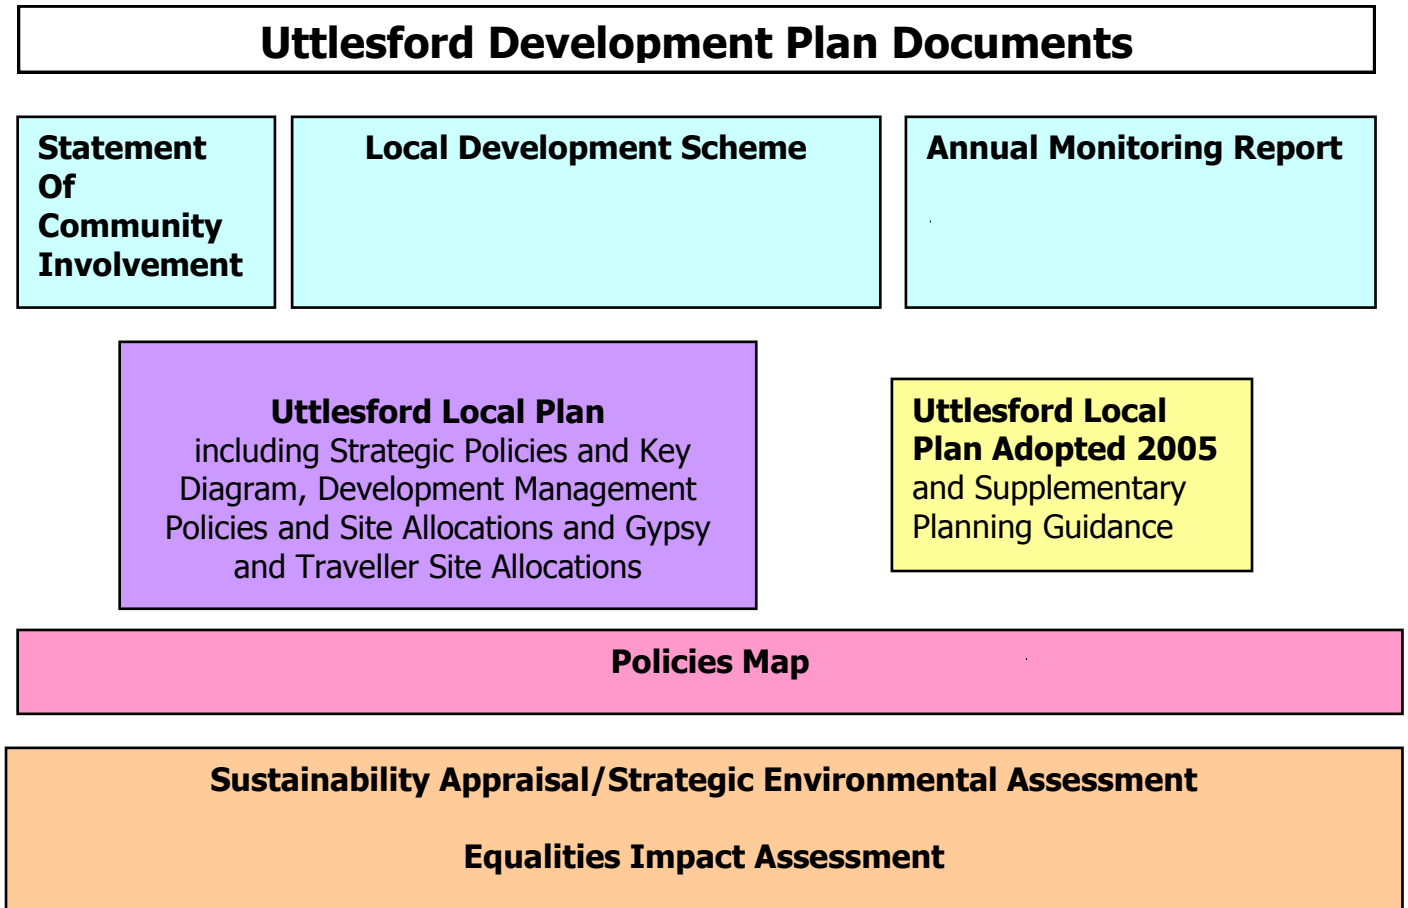 Uttlesford Development Plan Documents
Statement
Of
Community
Involvement
Local Development Scheme
Annual Monitoring Report
Uttlesford Local Plan
including Strategic Policies and Key
Diagram, Development Management
Policies and Site Allocations and Gypsy
and Traveller Site Allocations
Uttlesford Local
Plan Adopted 2005
and Supplementary
Planning Guidance
Policies Map
Sustainability Appraisal/Strategic Environmental Assessment
Equalities Impact Assessment